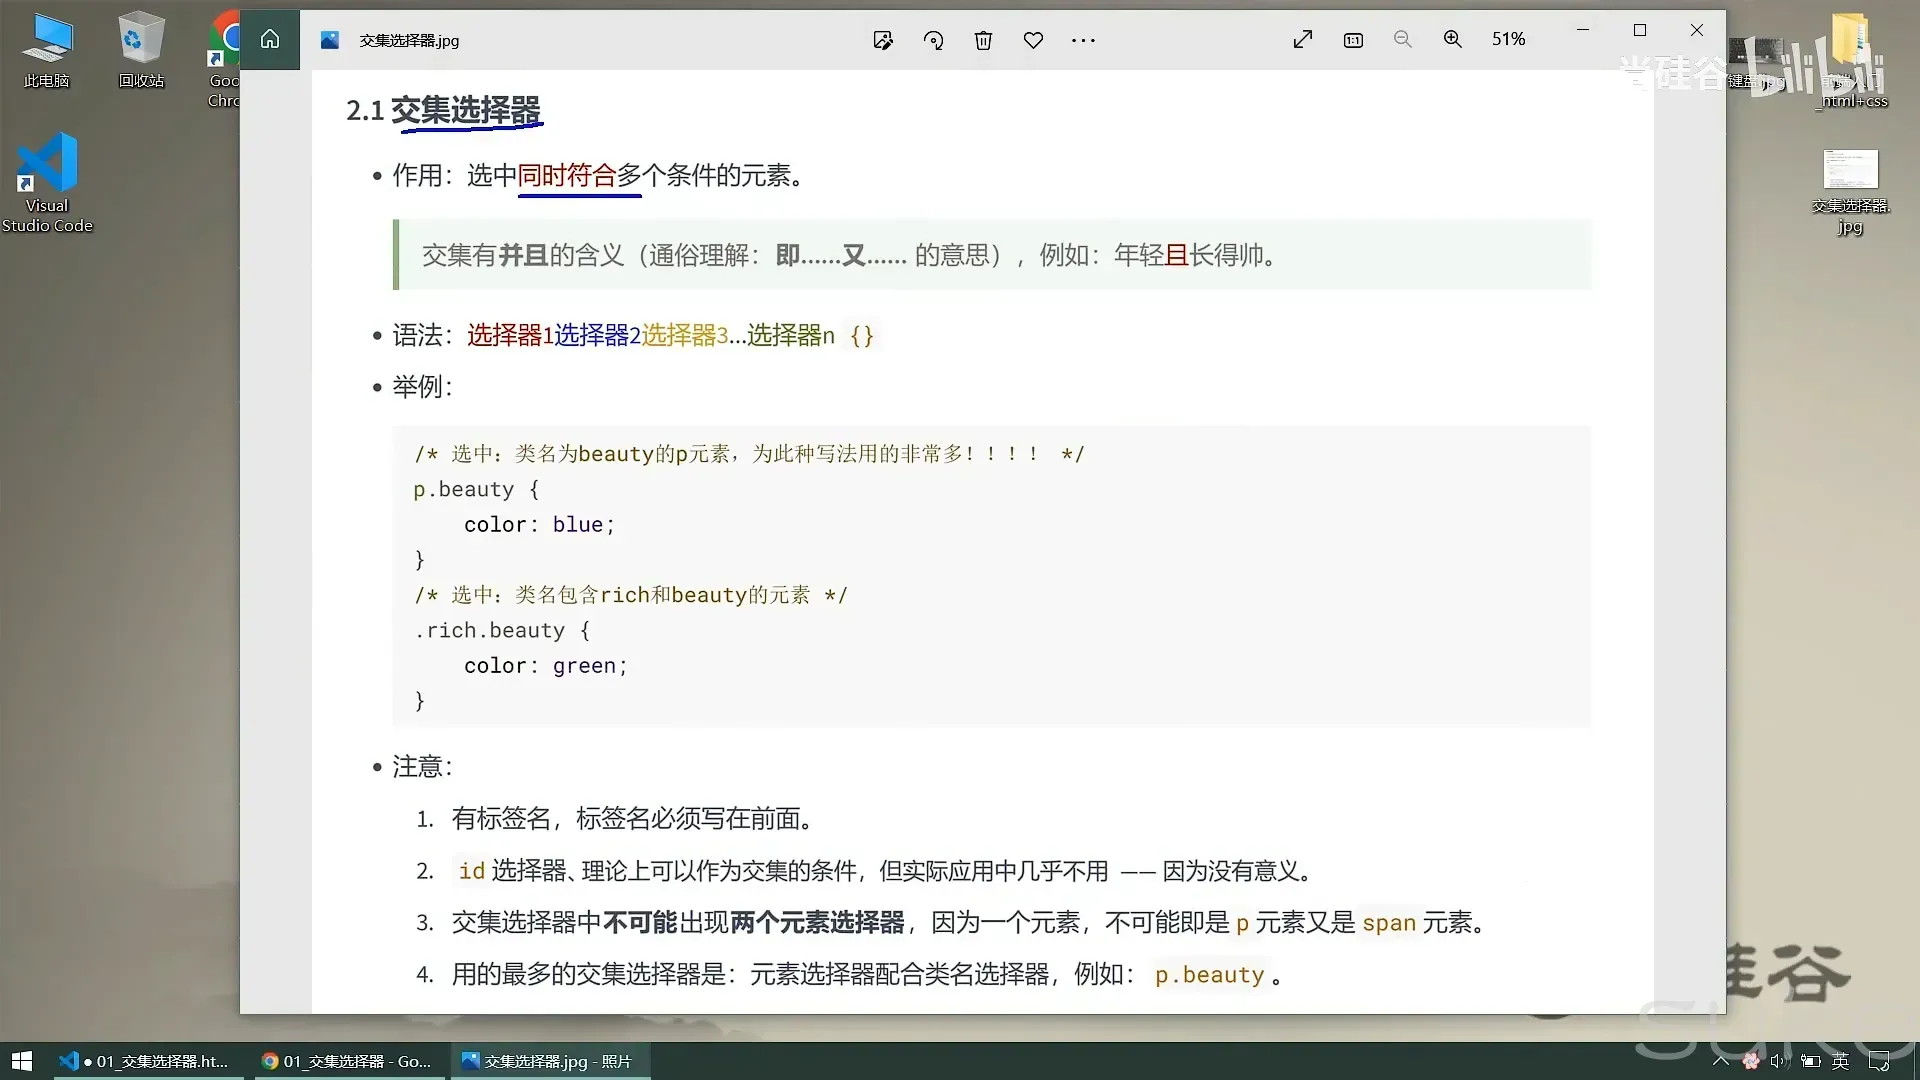 交集选择器.jpg
51%
此电脑
回收站
Goo
Chro
Visual
Studio Code
尚硅谷
bilibili
键盘.jpg
_html+css
交集选择器.
jpg
2.1 交集选择器
• 作用：选中同时符合多个条件的元素。
交集有并且的含义（通俗理解：即......又...... 的意思），例如：年轻且长得帅。
• 语法：选择器1选择器2选择器3...选择器n {}
• 举例：
/* 选中：类名为beauty的p元素，为此种写法用的非常多！！！！ */
p.beauty {
color: blue;
}
/* 选中：类名包含rich和beauty的元素 */
.rich.beauty {
color: green;
}
• 注意：
1. 有标签名，标签名必须写在前面。
2. id 选择器、理论上可以作为交集的条件，但实际应用中几乎不用 —— 因为没有意义。
3. 交集选择器中不可能出现两个元素选择器，因为一个元素，不可能即是 p 元素又是 span 元素。
4. 用的最多的交集选择器是：元素选择器配合类名选择器，例如： p.beauty 。
硅谷
● 01_交集选择器.ht...
01_交集选择器 - Go...
交集选择器.jpg - 照片
英